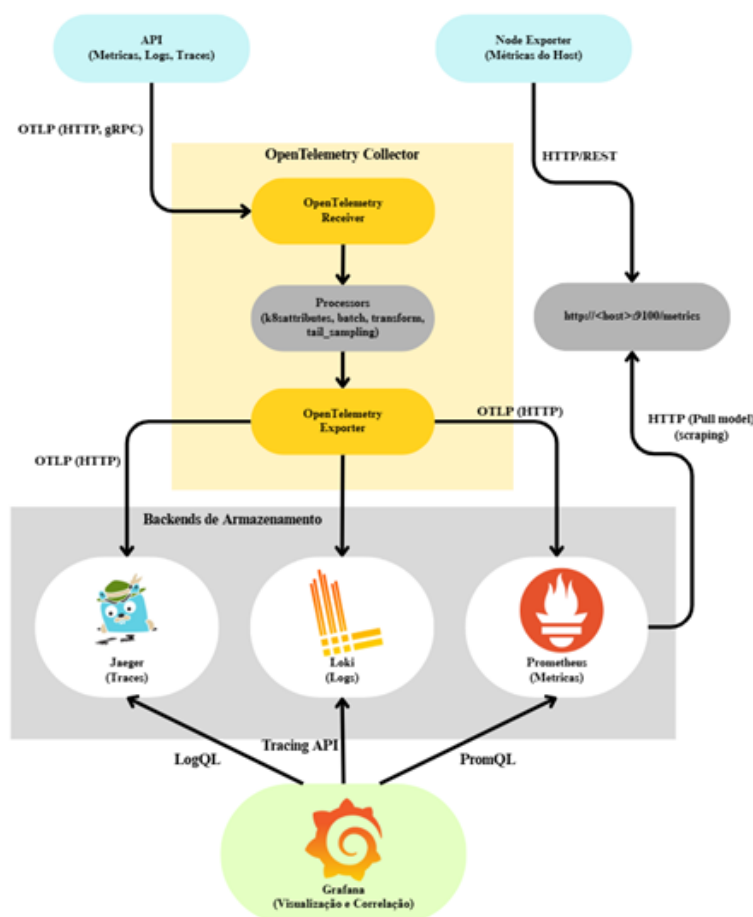 API
(Metricas, Logs, Traces)
Node Exporter
(Métricas do Host)
OTLP (HTTP, gRPC)
HTTP/REST
OpenTelemetry Collector
OpenTelemetry
Receiver
Processors
(k8sattributes, batch, transform,
tail_sampling)
http://<host>:9100/metrics
OpenTelemetry
Exporter
OTLP (HTTP)
HTTP (Pull model)
(scraping)
OTLP (HTTP)
Backends de Armazenamento
Jaeger
(Traces)
Loki
(Logs)
Prometheus
(Metricas)
LogQL
Tracing API
PromQL
Grafana
(Visualização e Correlação)